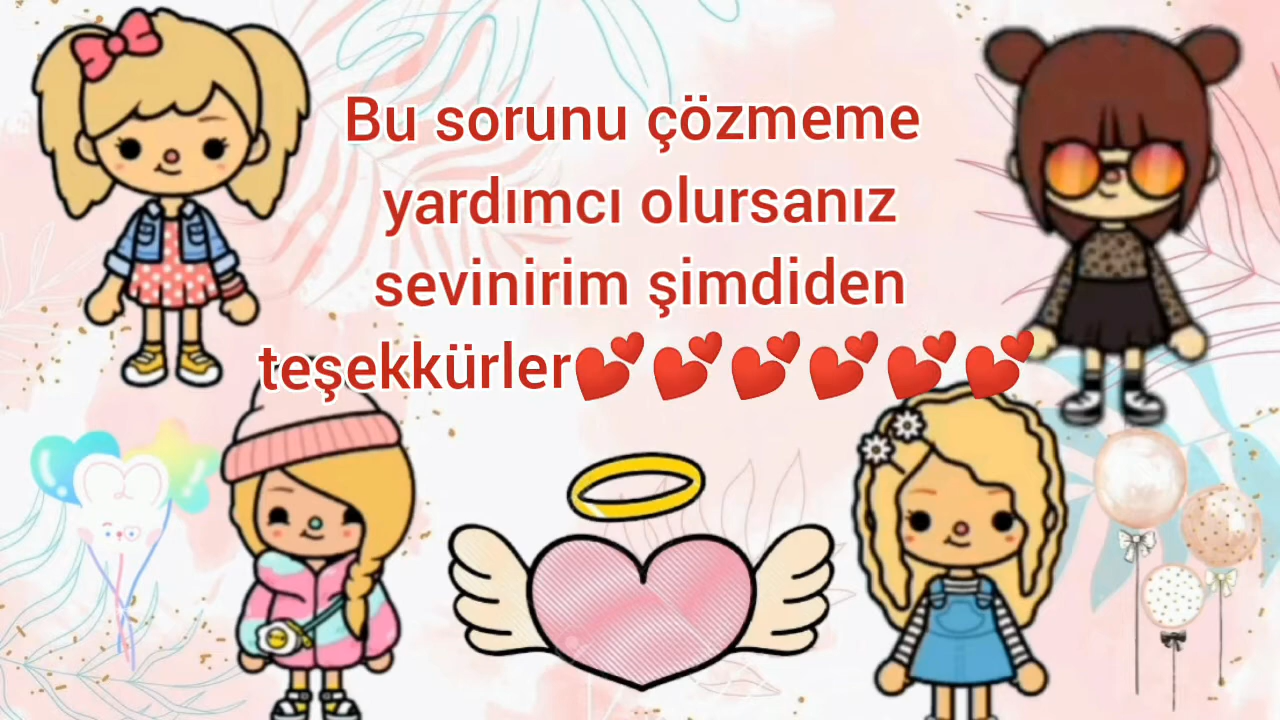 Bu sorunu çözmeme
yardımcı olursanız
sevinirim şimdiden
teşekkürler💕💕💕💕💕💕